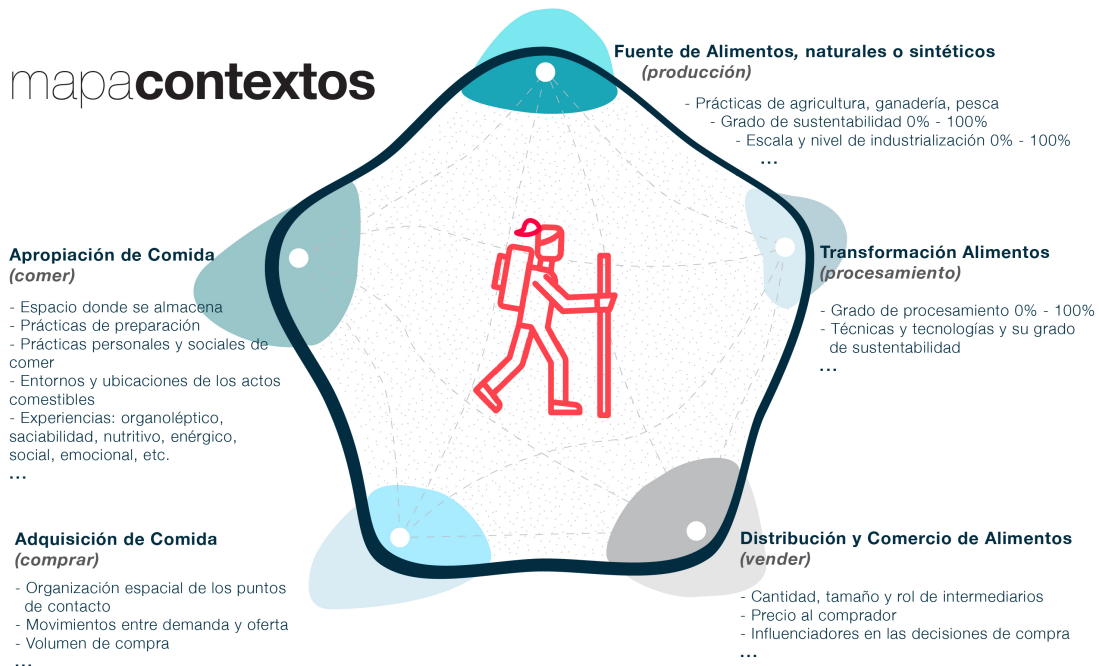 mapacontextos
Fuente de Alimentos, naturales o sintéticos
(producción)
- Prácticas de agricultura, ganadería, pesca
- Grado de sustentabilidad 0% - 100%
- Escala y nivel de industrialización 0% - 100%
...
Transformación Alimentos
(procesamiento)
- Grado de procesamiento 0% - 100%
- Técnicas y tecnologías y su grado
de sustentabilidad
...
Apropiación de Comida
(comer)
- Espacio donde se almacena
- Prácticas de preparación
- Prácticas personales y sociales de
comer
- Entornos y ubicaciones de los actos
comestibles
- Experiencias: organoléptico,
saciabilidad, nutritivo, enérgico,
social, emocional, etc.
...
Adquisición de Comida
(comprar)
- Organización espacial de los puntos
de contacto
- Movimientos entre demanda y oferta
- Volumen de compra
...
Distribución y Comercio de Alimentos
(vender)
- Cantidad, tamaño y rol de intermediarios
- Precio al comprador
- Influenciadores en las decisiones de compra
...